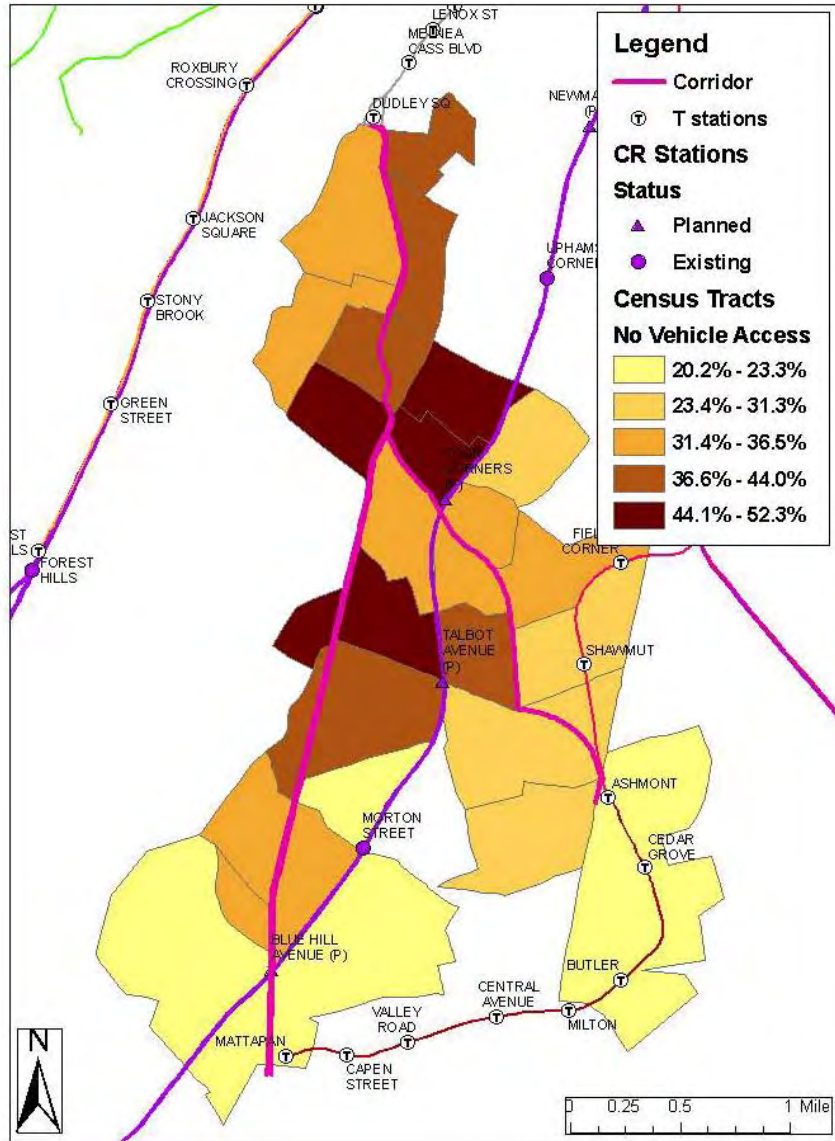 LENOX ST
CASS BLVD
ROXBURY
CROSSING
DUDLEY SQ
JACKSON
SQUARE
UPHAMS
CORNER
STONY
BROOK
GREEN
STREET
CORNERS
FOREST
HILLS
CORNER
TALBOT
AVENUE
(P)
SHAWMUT
ASHMONT
MORTON
STREET
CEDAR
GROVE
BLUE HILL
AVENUE (P)
BUTLER
CENTRAL
AVENUE
VALLEY
ROAD
MILTON
MATTAPAN
CAPEN
STREET
Legend
Corridor
T T stations
CR Stations
Status
Planned
Existing
Census Tracts
No Vehicle Access
20.2% - 23.3%
23.4% - 31.3%
31.4% - 36.5%
36.6% - 44.0%
44.1% - 52.3%
N
0 0.25 0.5 1 Mile